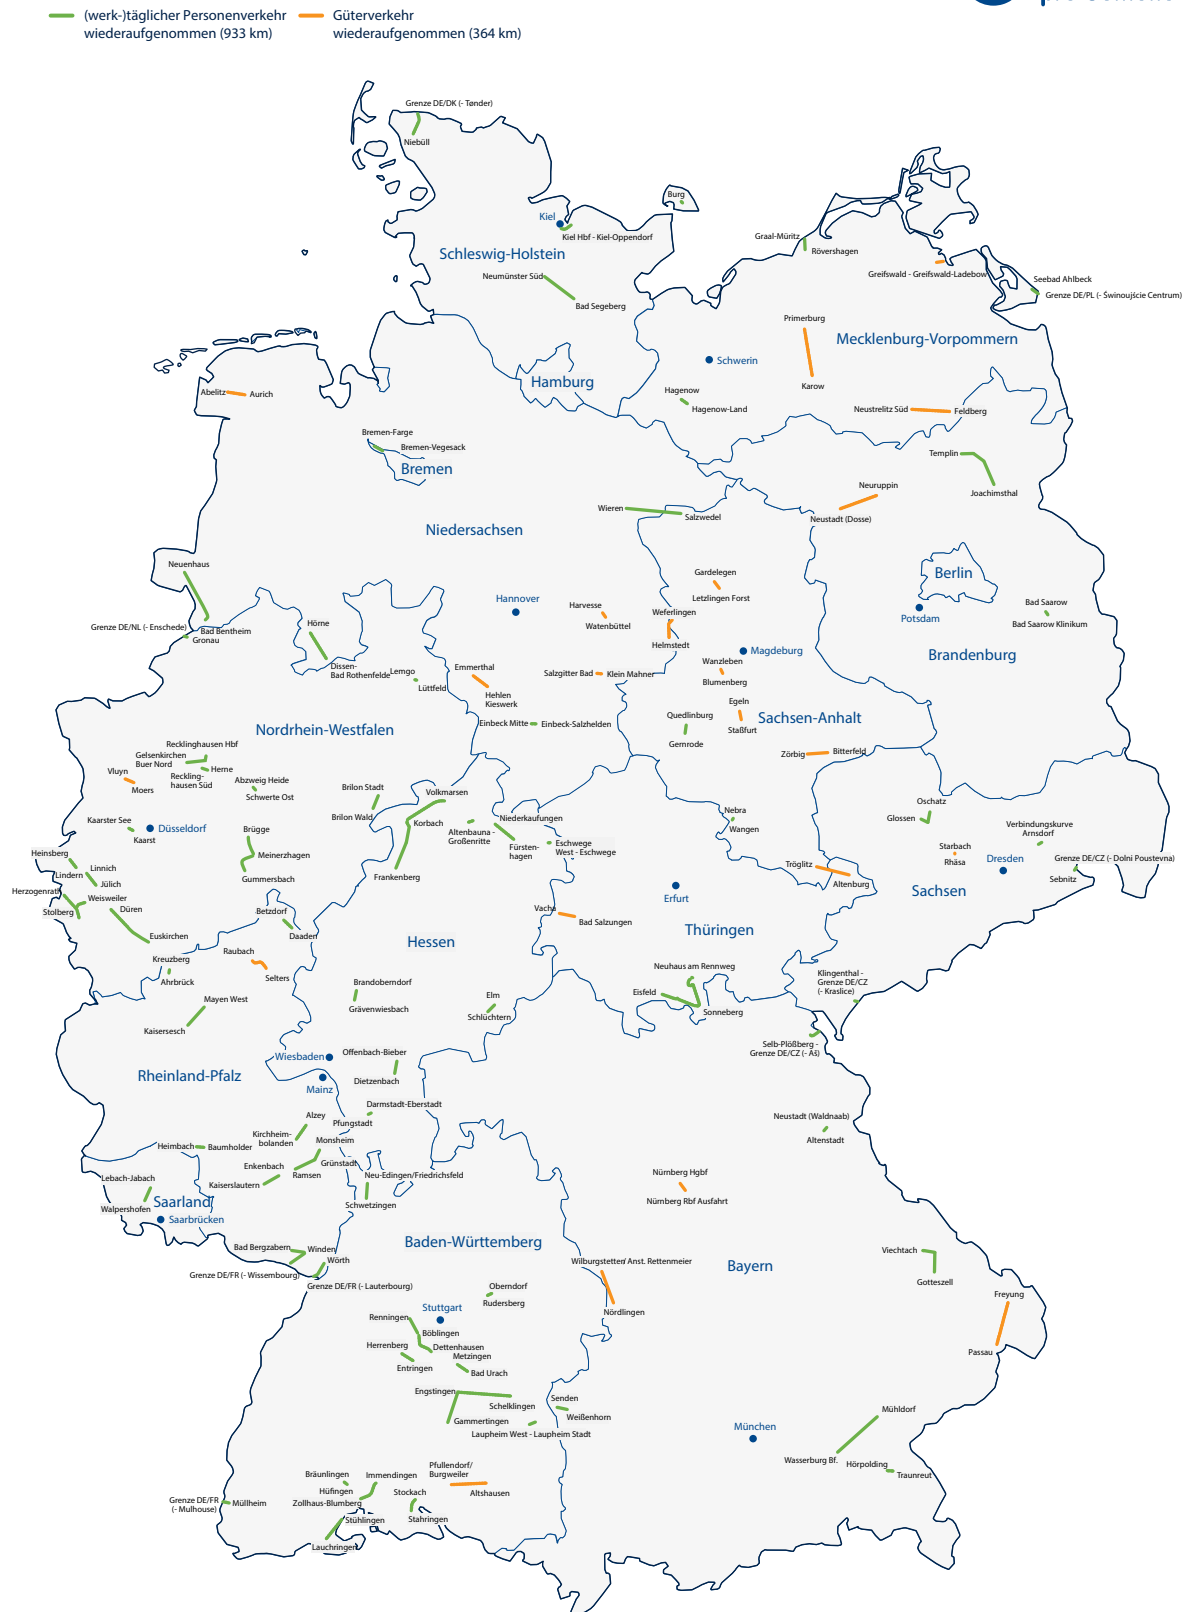 (werk-)täglicher Personenverkehr
wiederaufgenommen (933 km)
Güterverkehr
wiederaufgenommen (364 km)
Grenze DE/DK (- Tønder)
Niebüll
Burg
Kiel
Kiel Hbf - Kiel-Oppendorf
Schleswig-Holstein
Neumünster Süd
Bad Segeberg
Graal-Müritz
Rövershagen
Greifswald - Greifswald-Ladebow
Seebad Ahlbeck
Grenze DE/PL (- Świnoujście Centrum)
Primerburg
Mecklenburg-Vorpommern
Schwerin
Karow
Hamburg
Hagenow
Hagenow-Land
Neustrelitz Süd
Feldberg
Abelitz
Aurich
Bremen-Farge
Bremen-Vegesack
Bremen
Templin
Joachimsthal
Neuruppin
Neustadt (Dosse)
Wieren
Salzwedel
Niedersachsen
Neuenhaus
Gardelegen
Letzlingen Forst
Berlin
Hannover
Harvesse
Watenbüttel
Weferlingen
Helmstedt
Potsdam
Bad Saarow
Bad Saarow Klinikum
Grenze DE/NL (- Enschede)
Bad Bentheim
Gronau
Hörne
Dissen-
Bad Rothenfelde
Lemgo
Lüttfeld
Emmerthal
Hehlen
Kieswerk
Salzgitter Bad
Klein Mahner
Magdeburg
Wanzleben
Blumenberg
Brandenburg
Egeln
Staßfurt
Sachsen-Anhalt
Quedlinburg
Gernrode
Einbeck Mitte
Einbeck-Salzhelden
Nordrhein-Westfalen
Zörbig
Bitterfeld
Recklinghausen Hbf
Gelsenkirchen
Buer Nord
Herne
Reckling-
hausen Süd
Vluyn
Moers
Abzweig Heide
Schwerte Ost
Brilon Stadt
Brilon Wald
Volkmarsen
Korbach
Frankenberg
Altenbauna -
Großenritte
Niederkaufungen
Fürsten-
hagen
Eschwege
West - Eschwege
Nebra
Wangen
Oschatz
Glossen
Verbindungskurve
Arnsdorf
Starbach
Rhäsa
Dresden
Grenze DE/CZ (- Dolni Poustevna)
Sebnitz
Sachsen
Kaarster See
Kaarst
Düsseldorf
Brügge
Meinerzhagen
Gummersbach
Heinsberg
Lindern
Linnich
Jülich
Herzogenrath
Stolberg
Weisweiler
Düren
Euskirchen
Tröglitz
Altenburg
Erfurt
Thüringen
Vacha
Bad Salzungen
Betzdorf
Daaden
Hessen
Raubach
Selters
Kreuzberg
Ahrbrück
Mayen West
Kaisersesch
Brandoberndorf
Grävenwiesbach
Elm
Schlüchtern
Neuhaus am Rennweg
Eisfeld
Sonneberg
Klingenthal -
Grenze DE/CZ
(- Kraslice)
Selb-Plößberg -
Grenze DE/CZ (- Aš)
Wiesbaden
Mainz
Offenbach-Bieber
Dietzenbach
Rheinland-Pfalz
Darmstadt-Eberstadt
Pfungstadt
Alzey
Kirchheim-
bolanden
Monsheim
Grünstadt
Ramsen
Enkenbach
Kaiserslautern
Heimbach
Baumholder
Lebach-Jabach
Walpershofen
Saarland
Saarbrücken
Neu-Edingen/Friedrichsfeld
Schwetzingen
Neustadt (Waldnaab)
Altenstadt
Nürnberg Hgbf
Nürnberg Rbf Ausfahrt
Bad Bergzabern
Winden
Wörth
Grenze DE/FR (- Wissembourg)
Grenze DE/FR (- Lauterbourg)
Baden-Württemberg
Wilburgstetten/ Anst. Rettenmeier
Nördlingen
Bayern
Viechtach
Gotteszell
Freyung
Passau
Oberndorf
Rudersberg
Stuttgart
Renningen
Böblingen
Dettenhausen
Herrenberg
Entringen
Metzingen
Bad Urach
Engstingen
Schelklingen
Gammertingen
Senden
Weißenhorn
Laupheim West - Laupheim Stadt
München
Mühldorf
Wasserburg Bf.
Hörpolding
Traunreut
Pfullendorf/
Burgweiler
Altshausen
Bräunlingen
Hüfingen
Immendingen
Zollhaus-Blumberg
Stockach
Stahringen
Stühlingen
Lauchringen
Grenze DE/FR
(- Mulhouse)
Müllheim